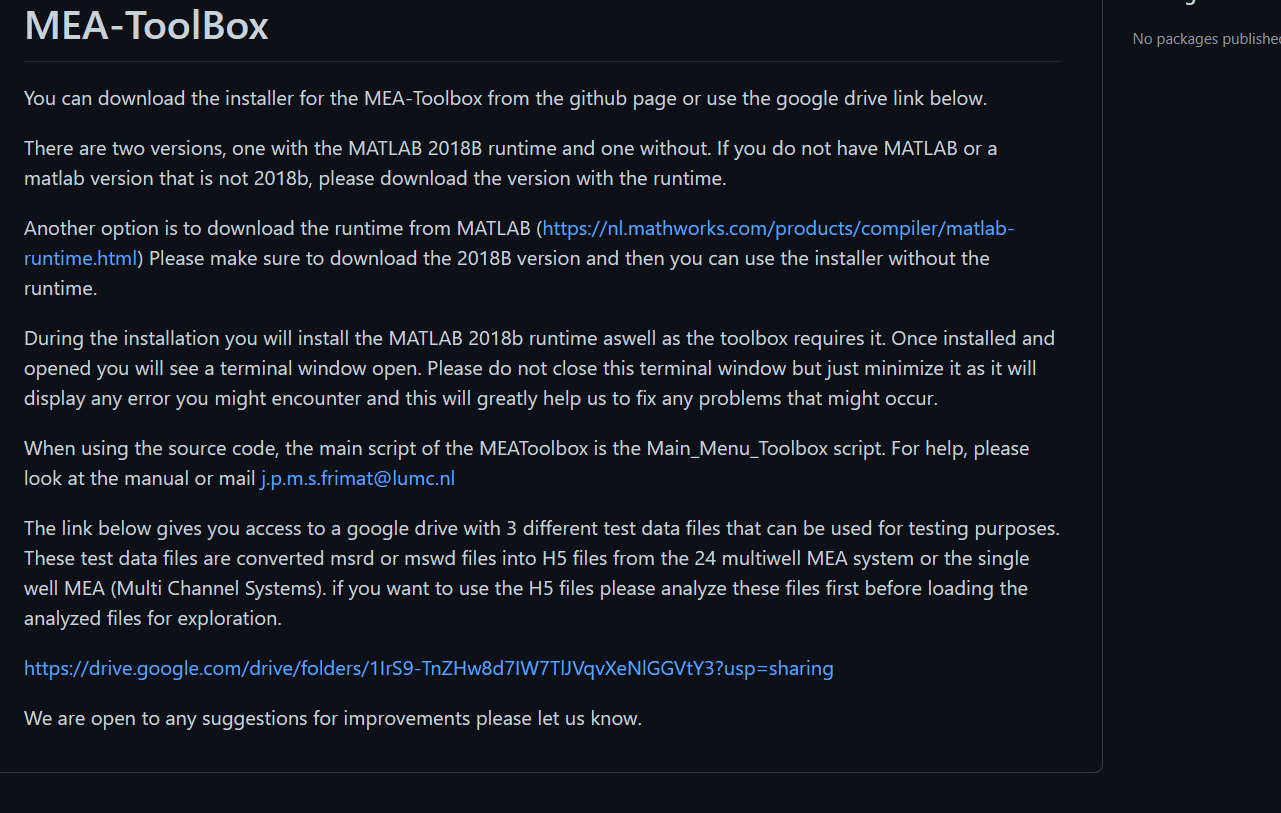 MEA-ToolBox
No packages published
You can download the installer for the MEA-Toolbox from the github page or use the google drive link below.
There are two versions, one with the MATLAB 2018B runtime and one without. If you do not have MATLAB or a
matlab version that is not 2018b, please download the version with the runtime.
Another option is to download the runtime from MATLAB (https://nl.mathworks.com/products/compiler/matlab-
runtime.html) Please make sure to download the 2018B version and then you can use the installer without the
runtime.
During the installation you will install the MATLAB 2018b runtime aswell as the toolbox requires it. Once installed and
opened you will see a terminal window open. Please do not close this terminal window but just minimize it as it will
display any error you might encounter and this will greatly help us to fix any problems that might occur.
When using the source code, the main script of the MEAToolbox is the Main_Menu_Toolbox script. For help, please
look at the manual or mail j.p.m.s.frimat@lumc.nl
The link below gives you access to a google drive with 3 different test data files that can be used for testing purposes.
These test data files are converted msrd or mswd files into H5 files from the 24 multiwell MEA system or the single
well MEA (Multi Channel Systems). if you want to use the H5 files please analyze these files first before loading the
analyzed files for exploration.
https://drive.google.com/drive/folders/1IrS9-TnZHw8d7IW7TlJVqvXeNlGGVtY3?usp=sharing
We are open to any suggestions for improvements please let us know.